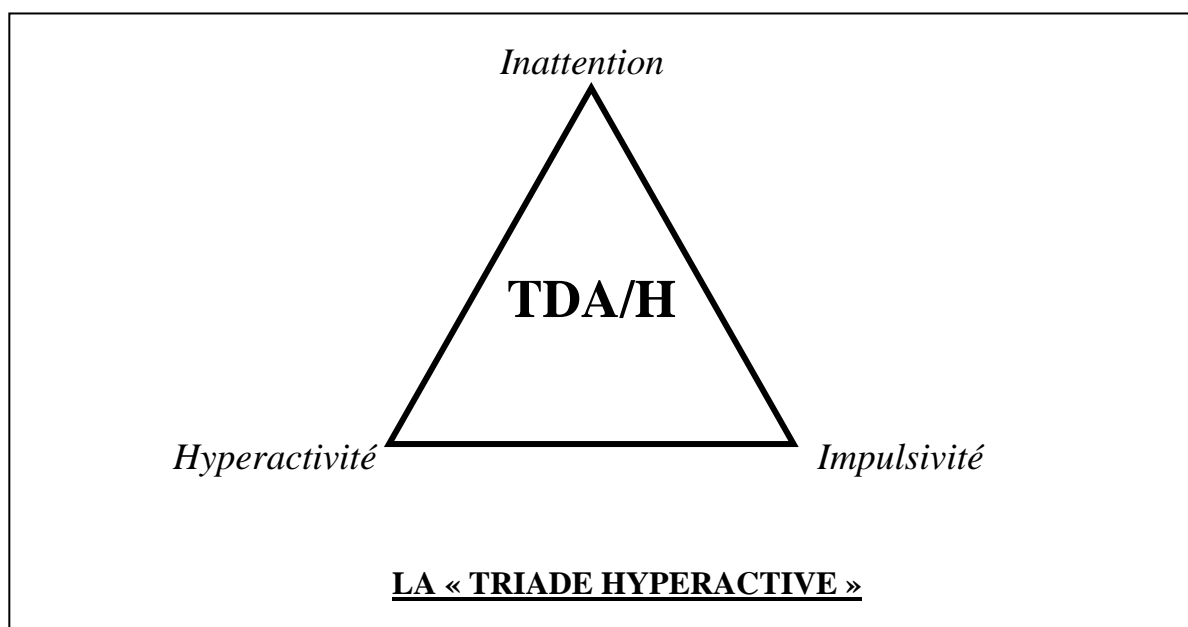 Inattention
TDA/H
Hyperactivité
Impulsivité
LA « TRIADE HYPERACTIVE »